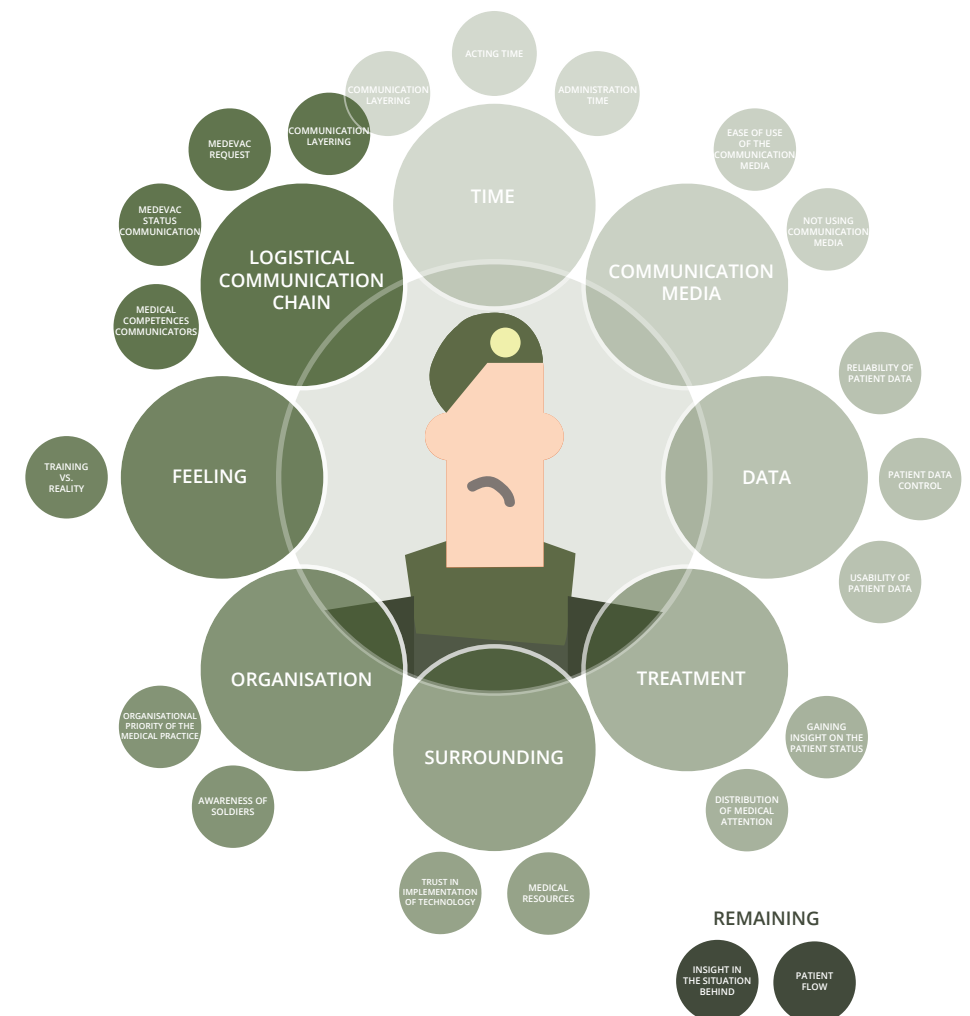 ACTING TIME
COMMUNICATION
LAYERING
ADMINISTRATION
TIME
COMMUNICATION
LAYERING
MEDEVAC
REQUEST
MEDEVAC
STATUS
COMMUNICATION
MEDICAL
COMPETENCES
COMMUNICATORS
EASE OF USE
OF THE
COMMUNICATION
MEDIA
NOT USING
COMMUNICATION
MEDIA
TIME
LOGISTICAL
COMMUNICATION
CHAIN
COMMUNICATION
MEDIA
RELIABILITY OF
PATIENT DATA
TRAINING
VS.
REALITY
FEELING
DATA
PATIENT DATA
CONTROL
USABILITY OF
PATIENT DATA
ORGANISATION
TREATMENT
SURROUNDING
ORGANISATIONAL
PRIORITY OF THE
MEDICAL PRACTICE
AWARENESS OF
SOLDIERS
GAINING
INSIGHT ON THE
PATIENT STATUS
DISTRIBUTION
OF MEDICAL
ATTENTION
TRUST IN
IMPLEMENTATION
OF TECHNOLOGY
MEDICAL
RESOURCES
REMAINING
INSIGHT IN
THE SITUATION
BEHIND
PATIENT
FLOW